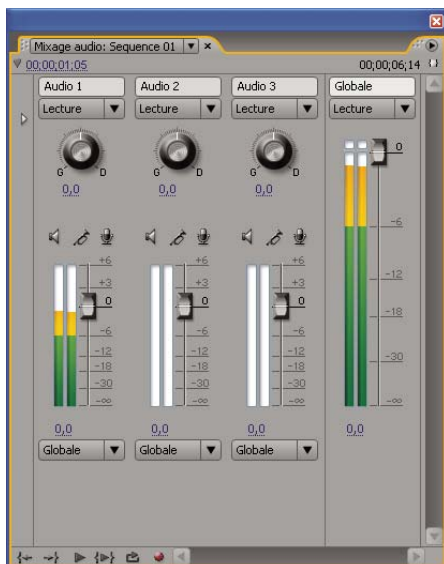 Mixage audio: Sequence 01
00;00;01;05 00;00;06;14
Audio 1 Audio 2 Audio 3 Globale
Lecture Lecture Lecture Lecture
G D G D G D
0,0 0,0 0,0
+6 +6 +6
+3 +3 +3
0 0 0
-6 -6 -6
-12 -12 -12
-18 -18 -18
-30 -30 -30
-∞ -∞ -∞
0
-6
-12
-18
-30
-∞
0,0 0,0 0,0 0,0
Globale Globale Globale